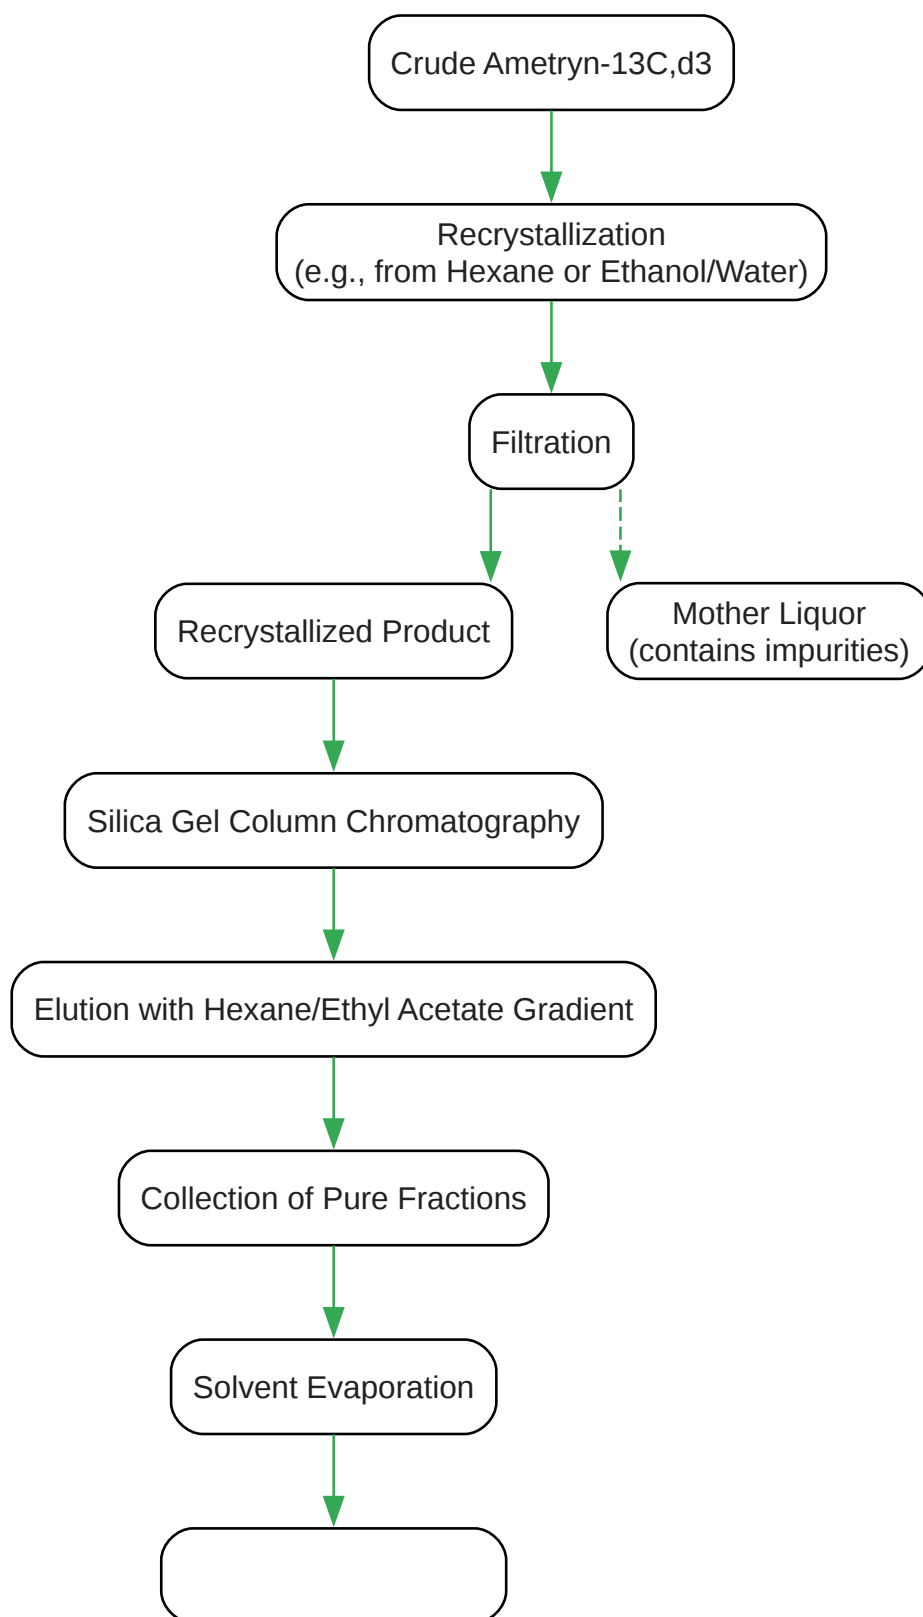 Crude Ametryn-13C,d3
Recrystallization
(e.g., from Hexane or Ethanol/Water)
Filtration
Recrystallized Product
Mother Liquor
(contains impurities)
Silica Gel Column Chromatography
Elution with Hexane/Ethyl Acetate Gradient
Collection of Pure Fractions
Solvent Evaporation